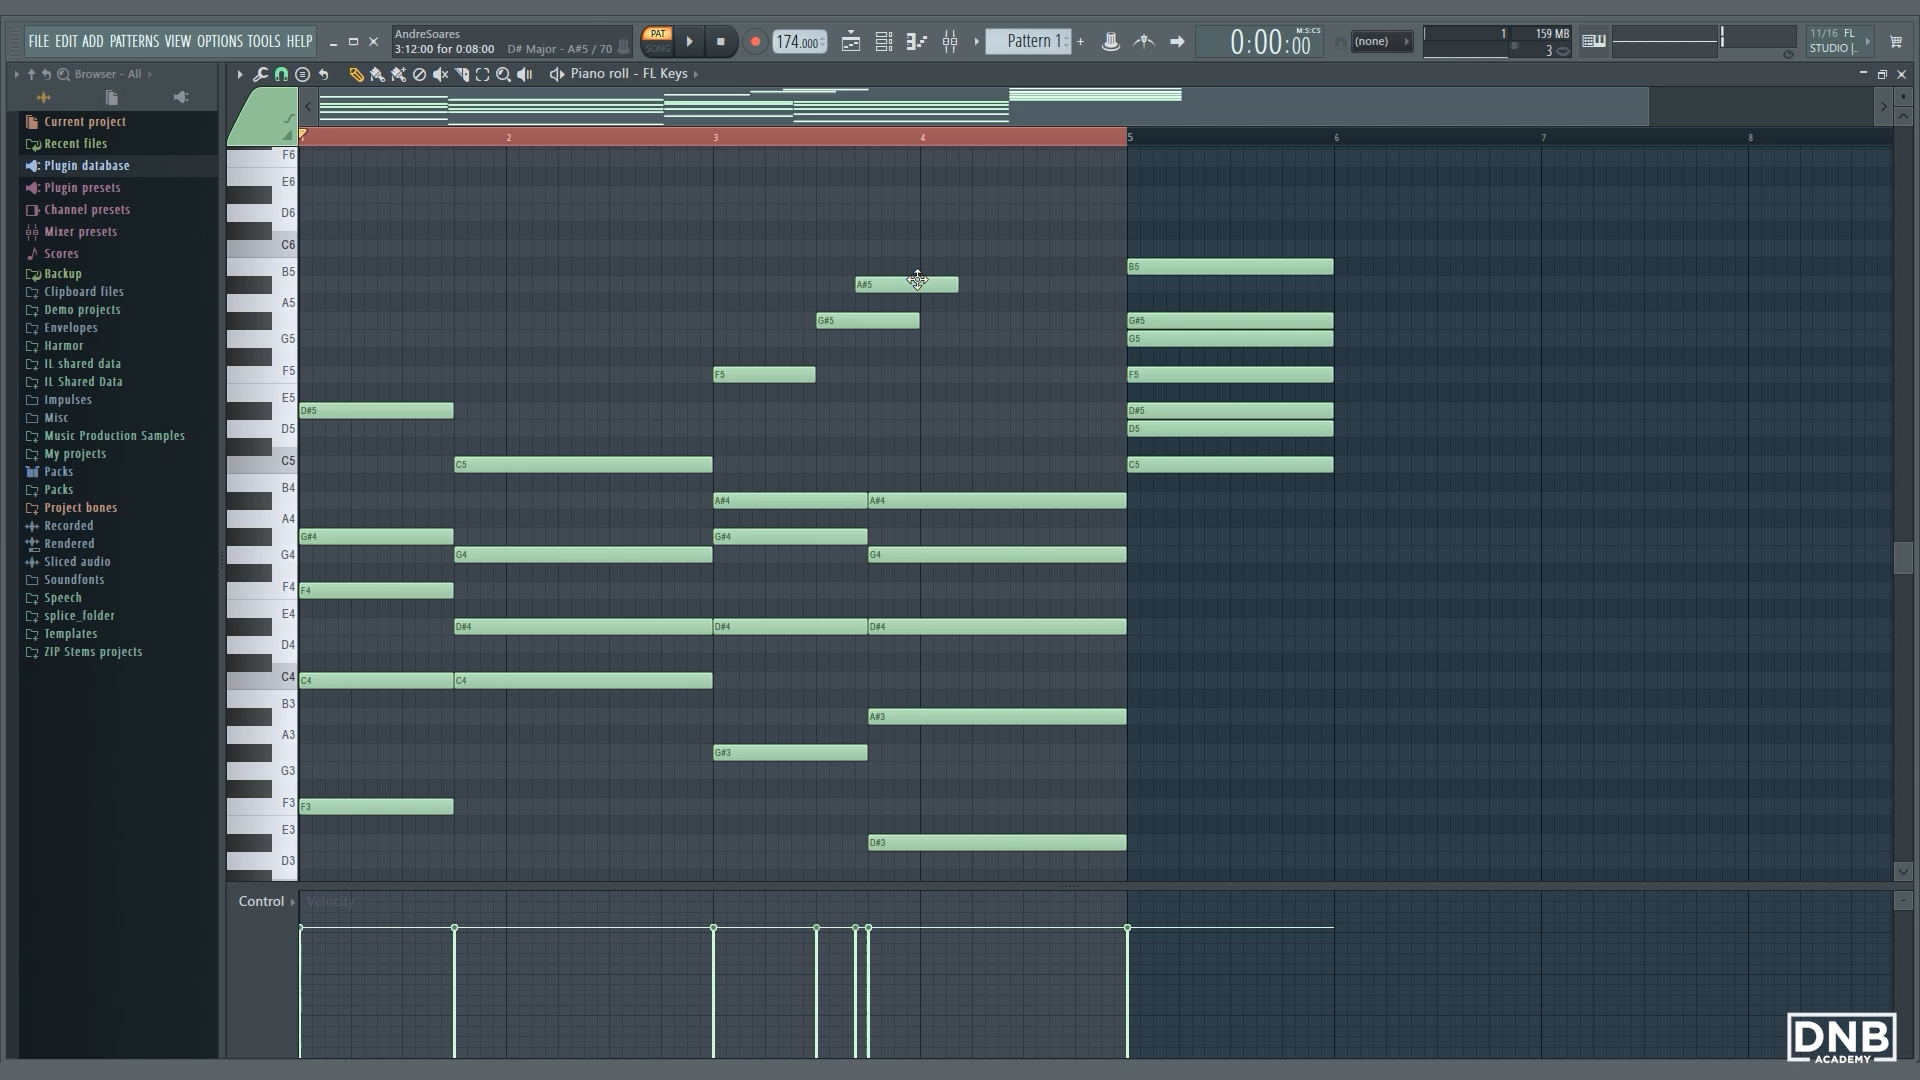 FILE EDIT ADD PATTERNS VIEW OPTIONS TOOLS HELP
AndreSoares
3:12:00 for 0:08:00 D# Major - A#5 / 70
PAT
SONG
174.000
Pattern 1
+
0:00:00
M:S:CS
(none)
1
159 MB
3
11/16 FL
STUDIO |..
Browser - All
Piano roll - FL Keys
Current project
Recent files
Plugin database
Plugin presets
Channel presets
Mixer presets
Scores
Backup
Clipboard files
Demo projects
Envelopes
Harmor
IL shared data
IL Shared Data
Impulses
Misc
Music Production Samples
My projects
Packs
Packs
Project bones
Recorded
Rendered
Sliced audio
Soundfonts
Speech
splice_folder
Templates
ZIP Stems projects
2 3 4 5 6 7 8
F6
E6
D6
C6
B5 B5
A#5
A5
G#5 G#5
G5 G5
F5 F5 F5
E5
D#5 D#5
D5 D5
C5 C5 C5
B4
A#4 A#4
A4
G#4 G#4
G4 G4 G4
F4 F4
E4
D#4 D#4 D#4
D4
C4 C4 C4
B3
A#3
A3
G#3
G3
F3 F3
E3
D#3
D3
Control Velocity
DNB
ACADEMY